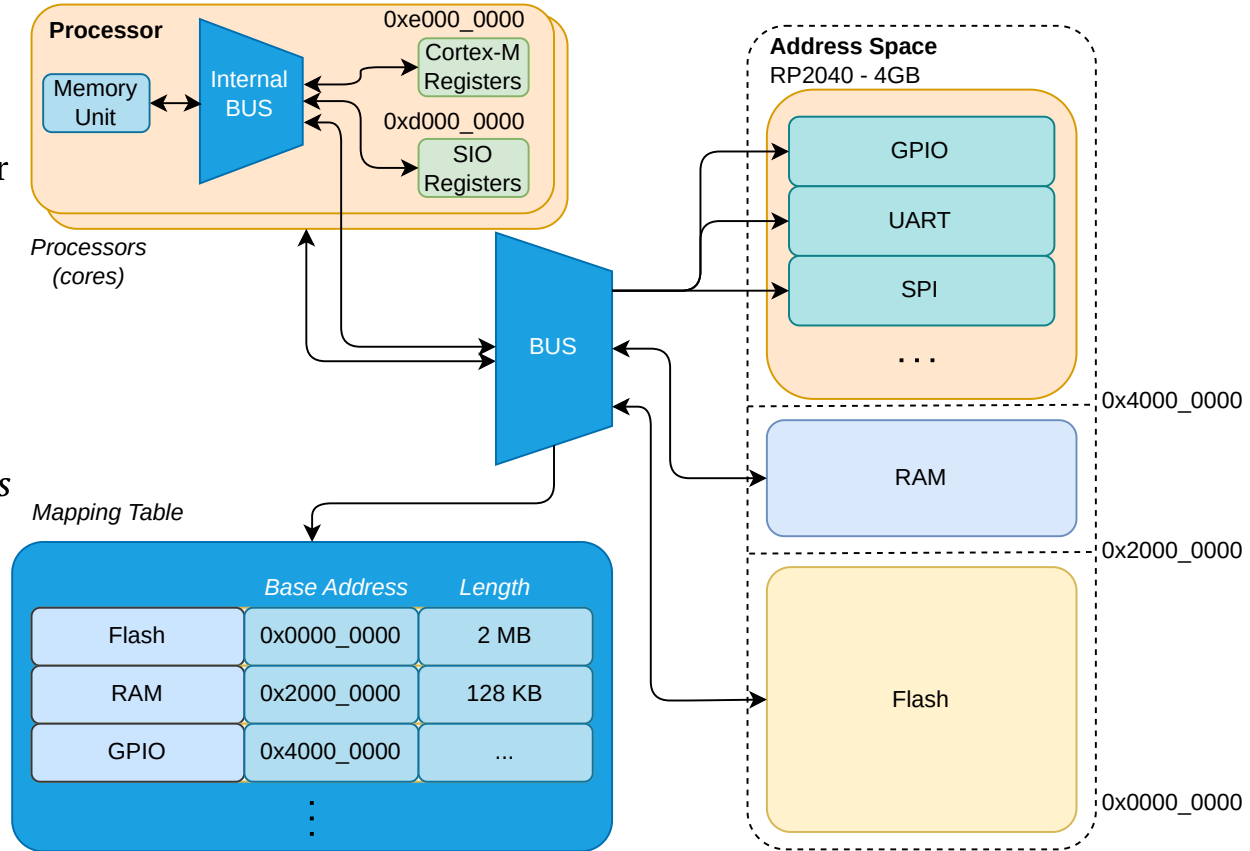 Processor
0xe000_0000
Internal
BUS
Cortex-M
Registers
Memory
Unit
0xd000_0000
SIO
Registers
r
Processors
(cores)
Address Space
RP2040 - 4GB
GPIO
UART
SPI
. . .
BUS
0x4000_0000
RAM
0x2000_0000
Flash
0x0000_0000
s
Mapping Table
Base Address Length
Flash 0x0000_0000 2 MB
RAM 0x2000_0000 128 KB
GPIO 0x4000_0000 ...
. . .